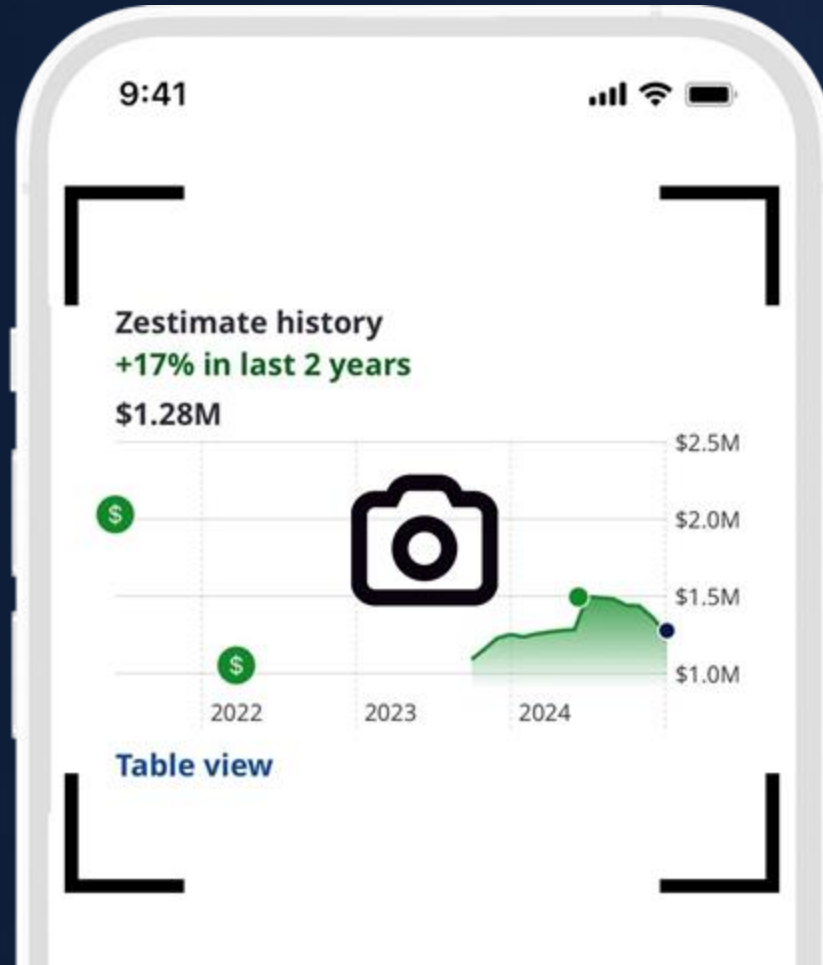 9:41
Zestimate history
+17% in last 2 years
$1.28M
$2.5M
$
$2.0M
$1.5M
$
$1.0M
2022 2023 2024
Table view